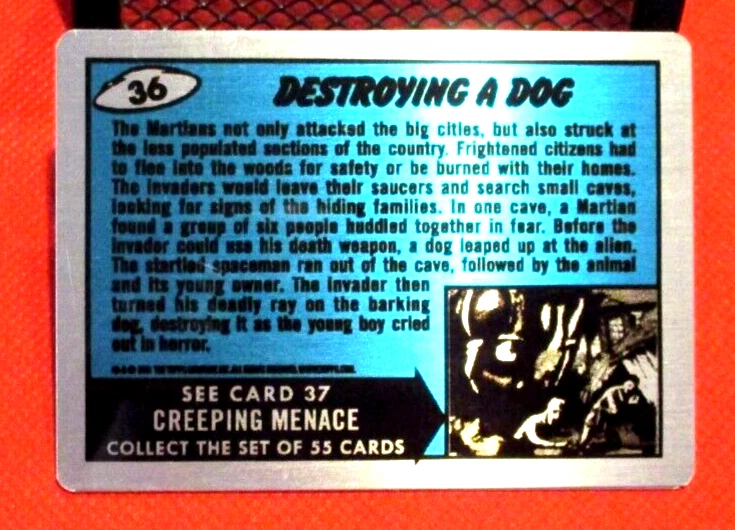 36
DESTROYING A DOG
The Martians not only attacked the big cities, but also struck at
the less populated sections of the country. Frightened citizens had
to flee into the woods for safety or be burned with their homes.
The invaders would leave their saucers and search small caves,
looking for signs of the hiding families. In one cave, a Martian
found a group of six people huddled together in fear. Before the
invader could use his death weapon, a dog leaped up at the alien.
The startled spaceman ran out of the cave, followed by the animal
and its young owner. The invader then
turned his deadly ray on the barking
dog, destroying it as the young boy cried
out in horror.
SEE CARD 37
CREEPING MENACE
COLLECT THE SET OF 55 CARDS